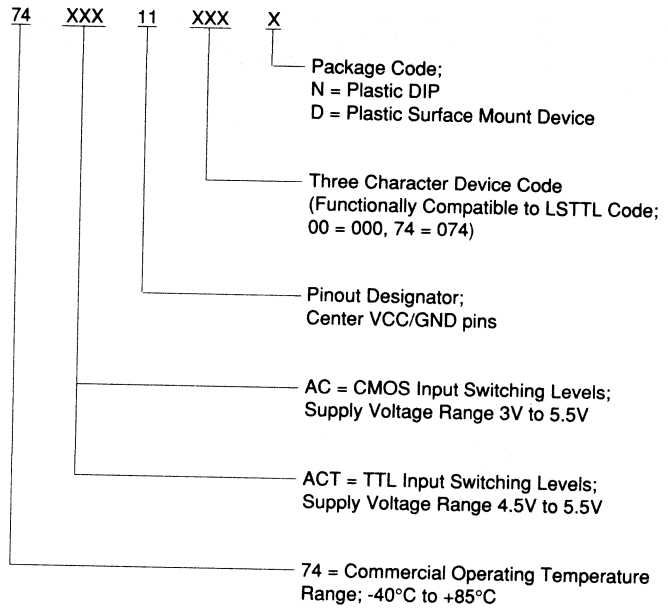 74 XXX 11 XXX X
Package Code;
N = Plastic DIP
D = Plastic Surface Mount Device
Three Character Device Code
(Functionally Compatible to LSTTL Code;
00 = 000, 74 = 074)
Pinout Designator;
Center VCC/GND pins
AC = CMOS Input Switching Levels;
Supply Voltage Range 3V to 5.5V
ACT = TTL Input Switching Levels;
Supply Voltage Range 4.5V to 5.5V
74 = Commercial Operating Temperature
Range; -40°C to +85°C